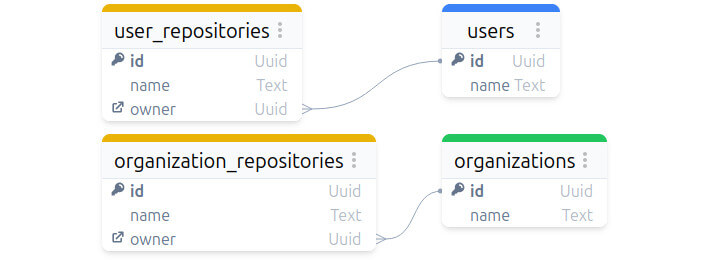 user_repositories
id Uuid
name Text
owner Uuid
users
id Uuid
name Text
organization_repositories
id Uuid
name Text
owner Uuid
organizations
id Uuid
name Text